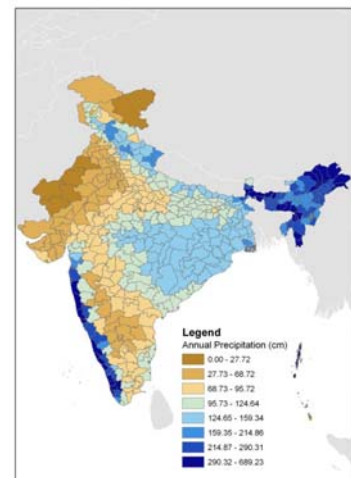 Legend
Annual Precipitation (cm)
0.00 - 27.72
27.73 - 68.72
68.73 - 95.72
95.73 - 124.64
124.65 - 159.34
159.35 - 214.86
214.87 - 290.31
290.32 - 689.23